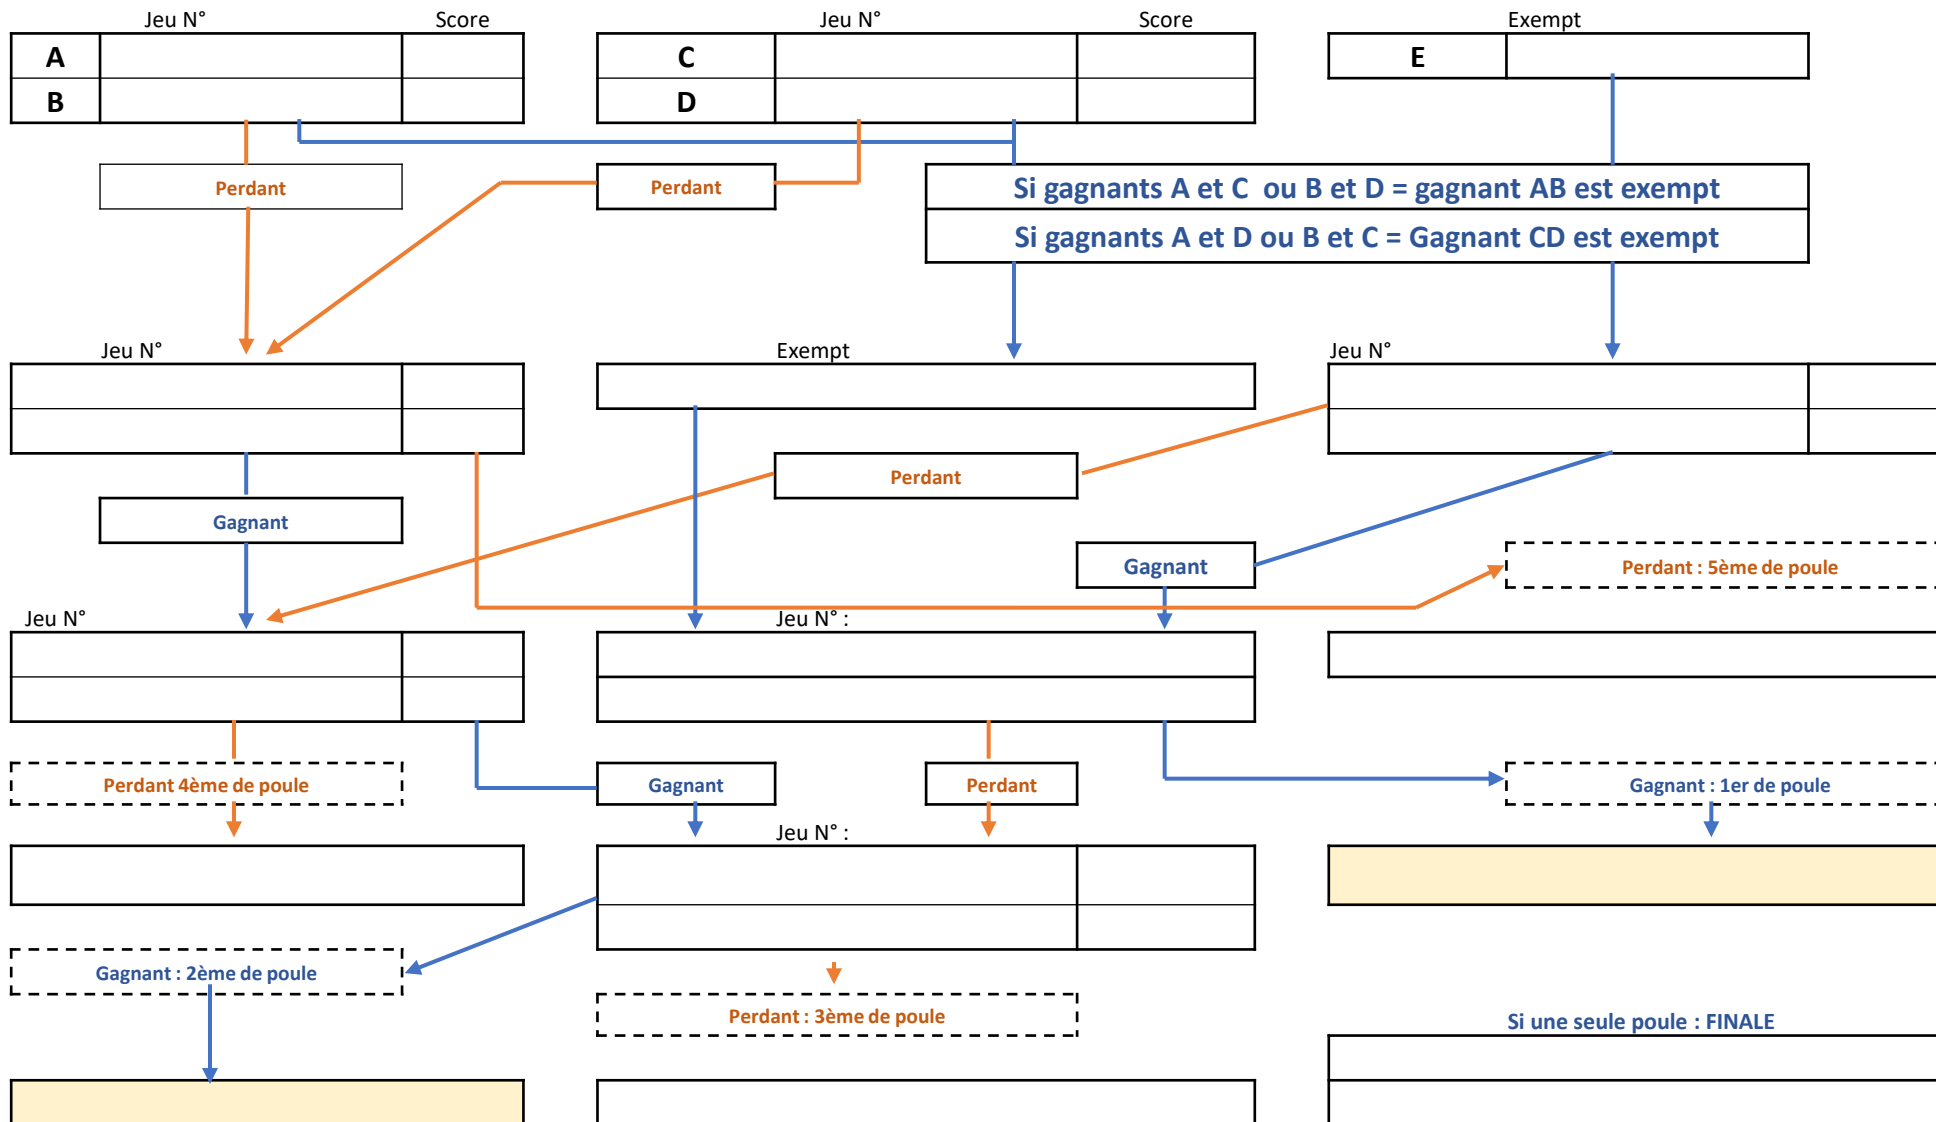 Jeu N° Score Jeu N° Score Exempt
A C E
B D
Perdant Perdant Si gagnants A et C ou B et D = gagnant AB est exempt
Si gagnants A et D ou B et C = Gagnant CD est exempt
Jeu N° Exempt Jeu N°
Perdant
Gagnant
Gagnant Perdant : 5ème de poule
Jeu N° Jeu N° :
Perdant 4ème de poule Gagnant Perdant Gagnant : 1er de poule
Jeu N° :
Gagnant : 2ème de poule
Perdant : 3ème de poule
Si une seule poule : FINALE